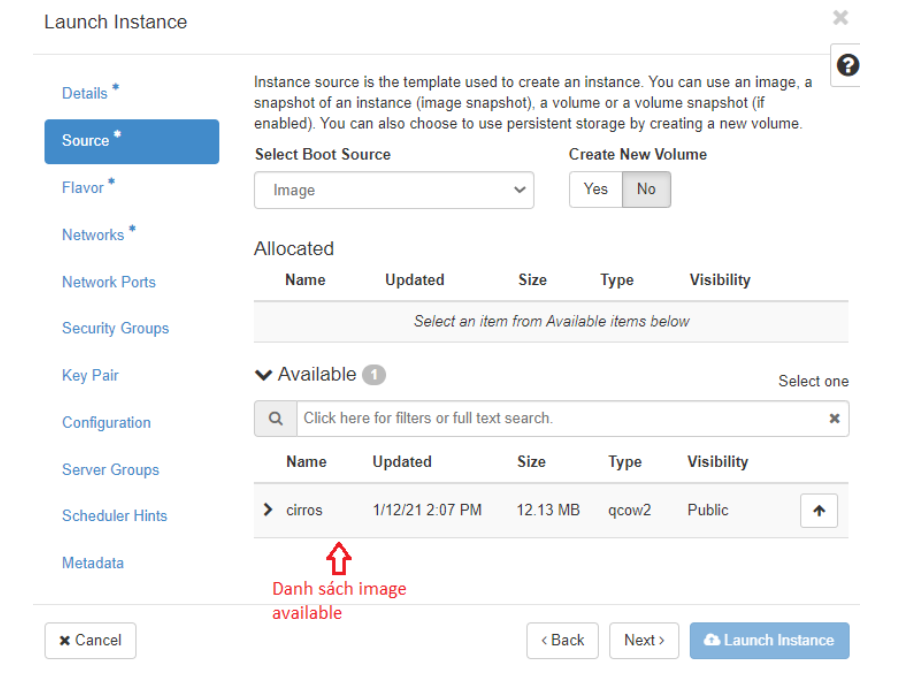 Launch Instance
Details *
Source *
Flavor *
Networks *
Network Ports
Security Groups
Key Pair
Configuration
Server Groups
Scheduler Hints
Metadata
Instance source is the template used to create an instance. You can use an image, a
snapshot of an instance (image snapshot), a volume or a volume snapshot (if
enabled). You can also choose to use persistent storage by creating a new volume.
Select Boot Source Create New Volume
Image Yes No
Allocated
Name Updated Size Type Visibility
Select an item from Available items below
Available 1
Select one
Click here for filters or full text search.
Name Updated Size Type Visibility
cirros 1/12/21 2:07 PM 12.13 MB qcow2 Public
Danh sách image
available
Cancel < Back Next > Launch Instance